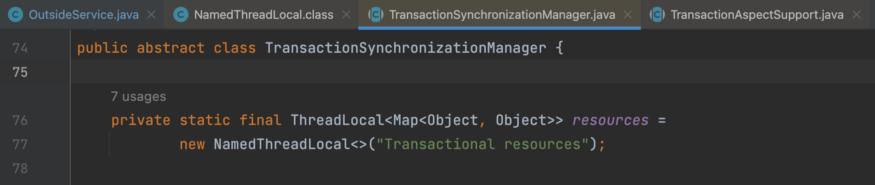 OutsideService.java × NamedThreadLocal.class × TransactionSynchronizationManager.java × TransactionAspectSupport.java ×
74 public abstract class TransactionSynchronizationManager {
75
7 usages
76 private static final ThreadLocal<Map<Object, Object>> resources =
77 new NamedThreadLocal<>("Transactional resources");
78